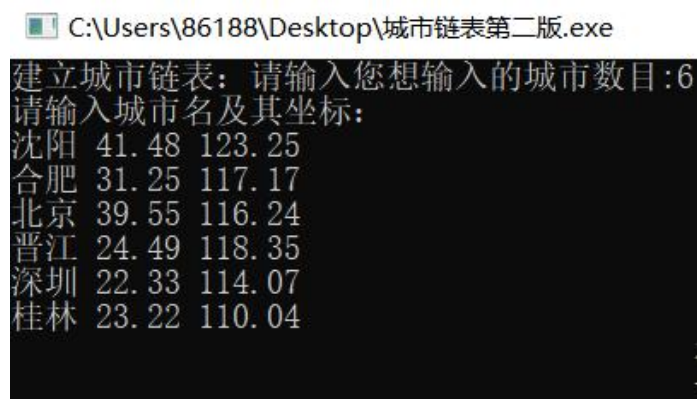 C:\Users\86188\Desktop\城市链表第二版.exe
建立城市链表：请输入您想输入的城市数目:6
请输入城市名及其坐标：
沈阳 41.48 123.25
合肥 31.25 117.17
北京 39.55 116.24
晋江 24.49 118.35
深圳 22.33 114.07
桂林 23.22 110.04